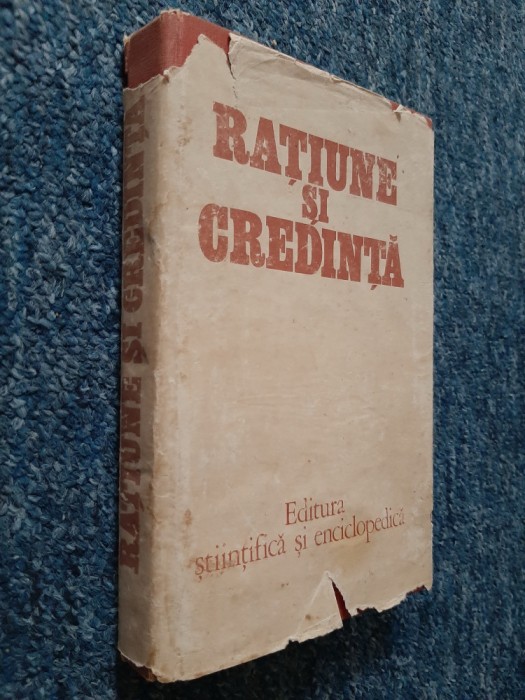 RAȚIUNE
ȘI
CREDINȚĂ
Editura
științifică și enciclopedică
RAȚIUNE ȘI CREDINȚĂ